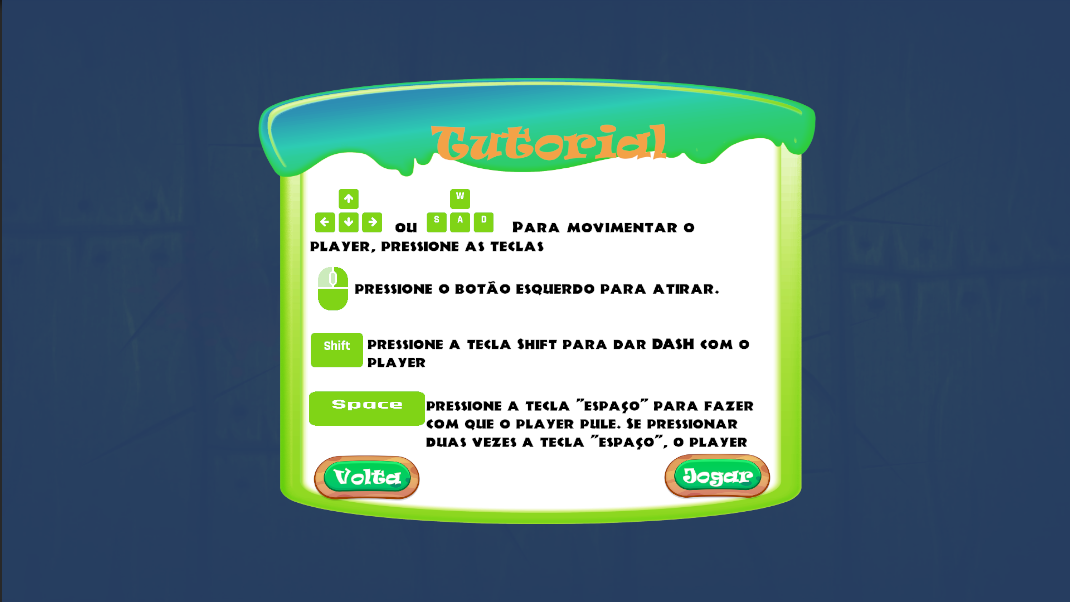 Tutorial
W
S A D
ou Para movimentar o
player, pressione as teclas
pressione o botão esquerdo para atirar.
Shift
pressione a tecla Shift para dar DASH com o
player
Space
pressione a tecla "espaço" para fazer
com que o player pule. Se pressionar
duas vezes a tecla "espaço", o player
Volta
Jogar